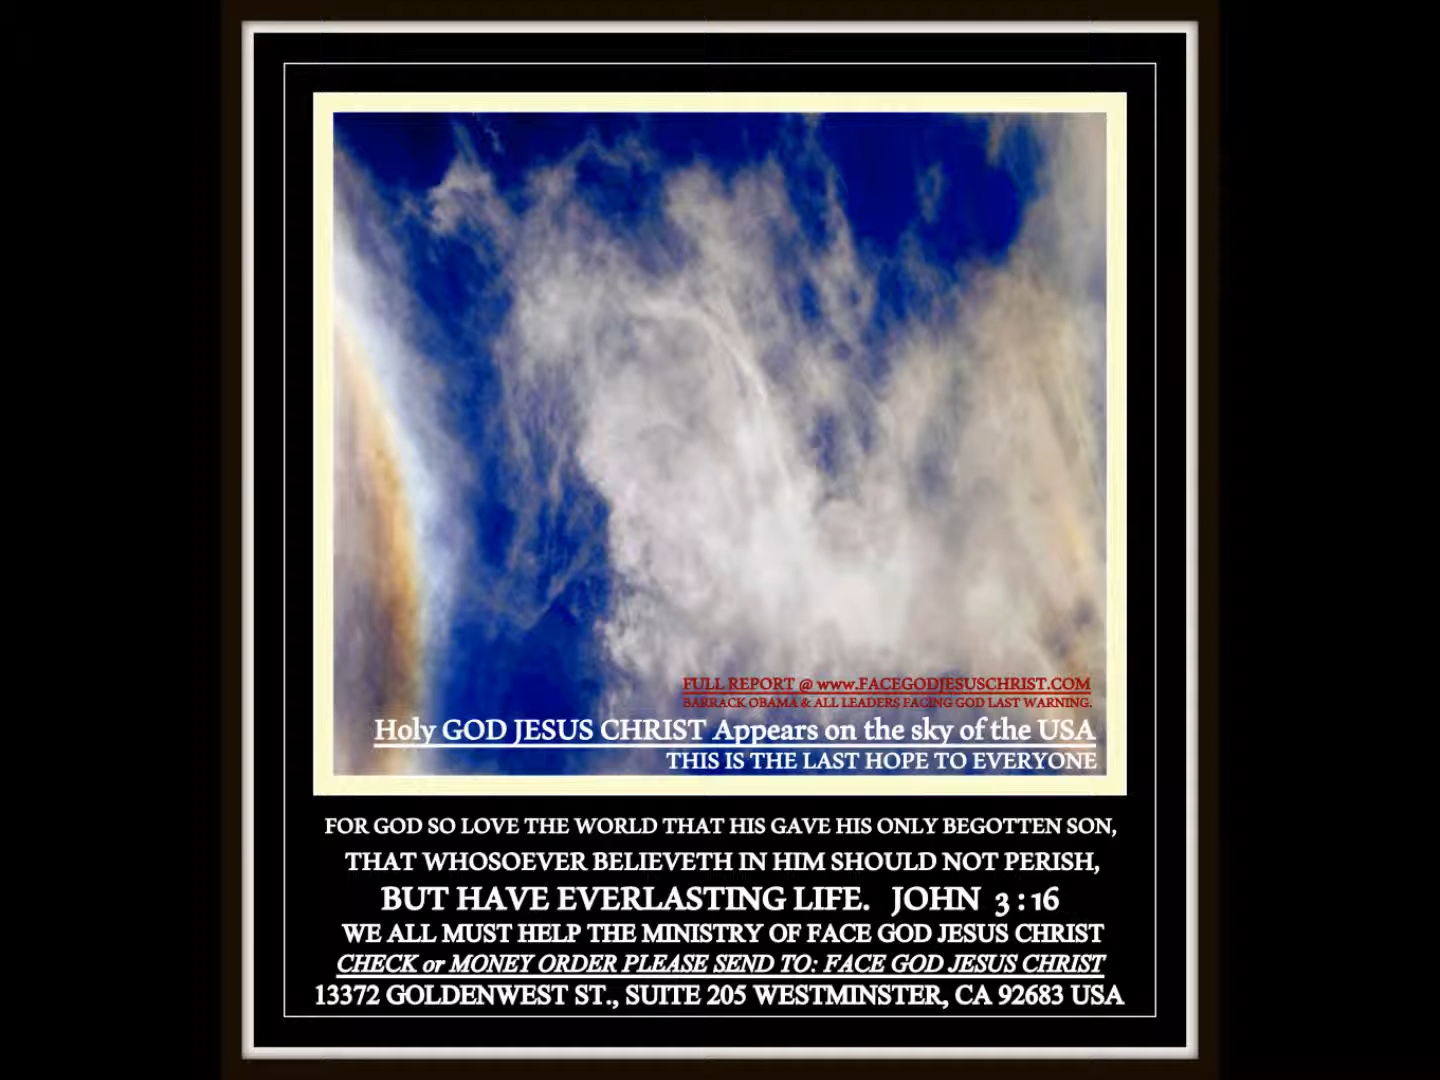 FULL REPORT @ www.FACEGODJESUSCHRIST.COM
BARRACK OBAMA & ALL LEADERS FACING GOD LAST WARNING.
Holy GOD JESUS CHRIST Appears on the sky of the USA
THIS IS THE LAST HOPE TO EVERYONE
FOR GOD SO LOVE THE WORLD THAT HIS GAVE HIS ONLY BEGOTTEN SON,
THAT WHOSOEVER BELIEVETH IN HIM SHOULD NOT PERISH,
BUT HAVE EVERLASTING LIFE. JOHN 3 : 16
WE ALL MUST HELP THE MINISTRY OF FACE GOD JESUS CHRIST
CHECK or MONEY ORDER PLEASE SEND TO: FACE GOD JESUS CHRIST
13372 GOLDENWEST ST., SUITE 205 WESTMINSTER, CA 92683 USA